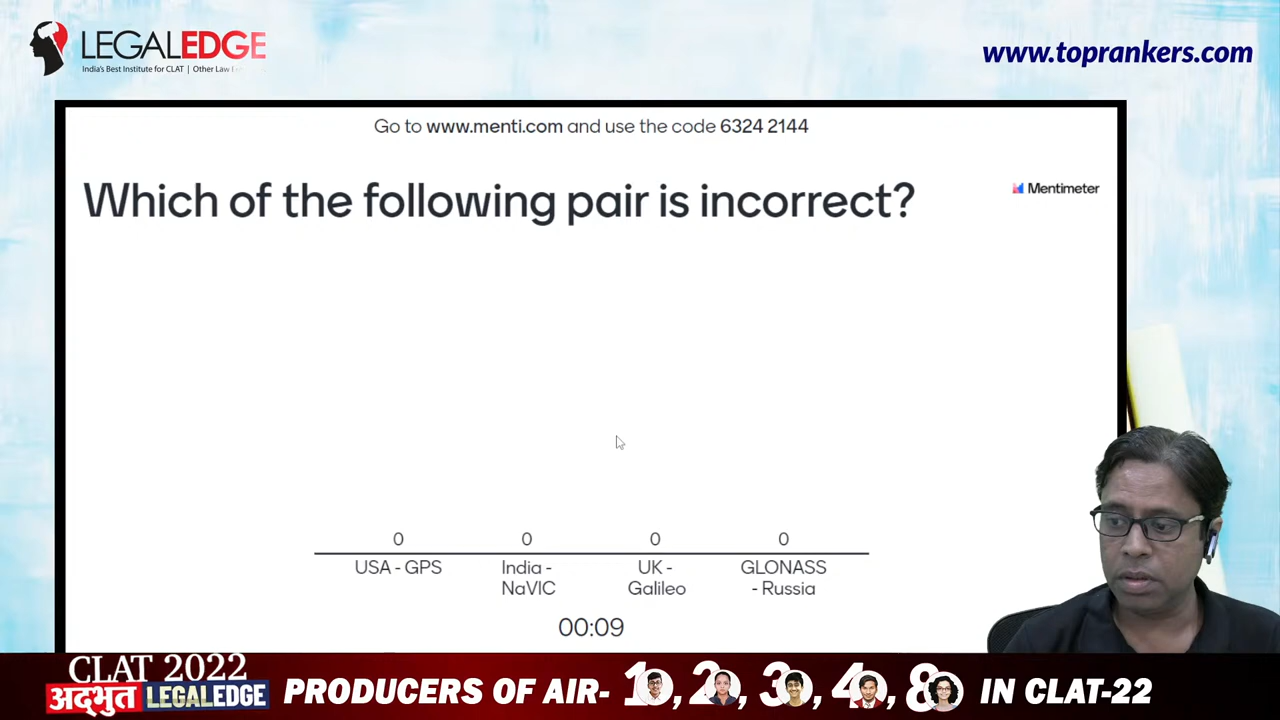 LEGALEDGE
India's Best Institute for CLAT | Other Law
www.toprankers.com
Go to www.menti.com and use the code 6324 2144
Which of the following pair is incorrect?
Mentimeter
0 0 0 0
USA - GPS
India - NaVIC
UK - Galileo
GLONASS - Russia
00:09
CLAT 2022
अद्भुत LEGALEDGE
PRODUCERS OF AIR- 1, 2, 3, 4, 8 IN CLAT-22